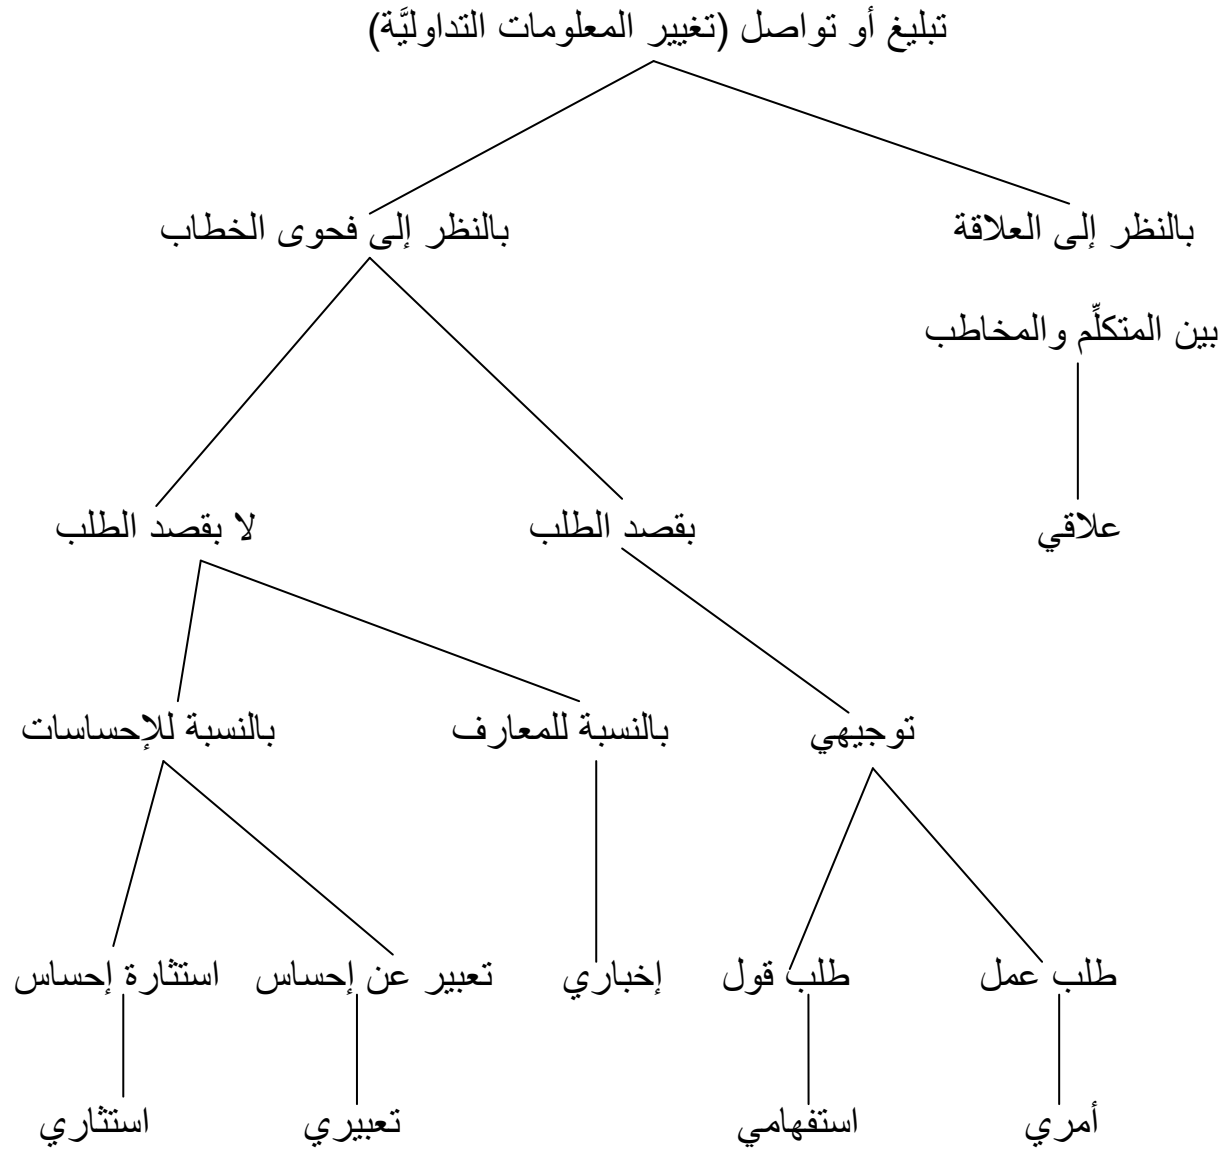 تبليغ أو تواصل (تغيير المعلومات التداوليَّة)
بالنظر إلى العلاقة
بين المتكلِّم والمخاطب
بالنظر إلى فحوى الخطاب
علاقي
بقصد الطلب
لا بقصد الطلب
توجيهي
بالنسبة للمعارف
بالنسبة للإحساسات
طلب عمل
طلب قول
إخباري
تعبير عن إحساس
استثارة إحساس
أمري
استفهامي
تعبيري
استثاري